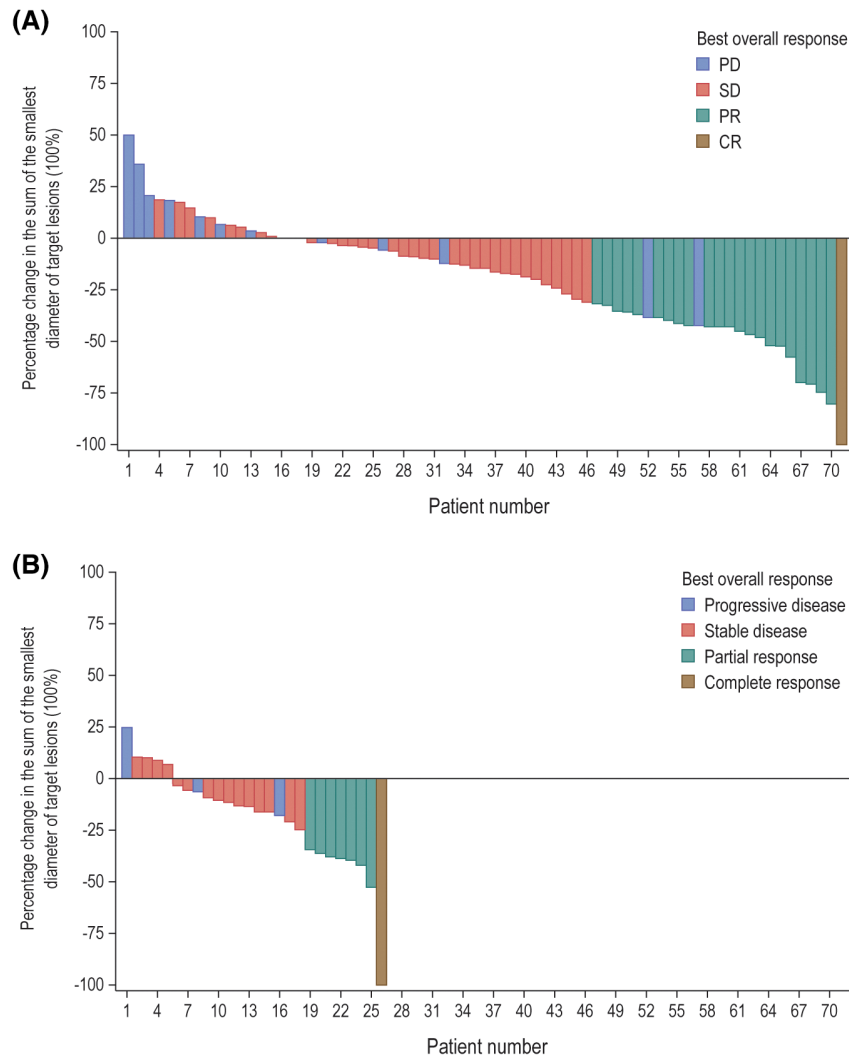 (A)
Best overall response
PD
SD
PR
CR
Percentage change in the sum of the smallest
diameter of target lesions (100%)
100
75
50
25
0
-25
-50
-75
-100
1 4 7 10 13 16 19 22 25 28 31 34 37 40 43 46 49 52 55 58 61 64 67 70
Patient number
(B)
Best overall response
Progressive disease
Stable disease
Partial response
Complete response
Percentage change in the sum of the smallest
diameter of target lesions (100%)
100
75
50
25
0
-25
-50
-75
-100
1 4 7 10 13 16 19 22 25 28 31 34 37 40 43 46 49 52 55 58 61 64 67 70
Patient number